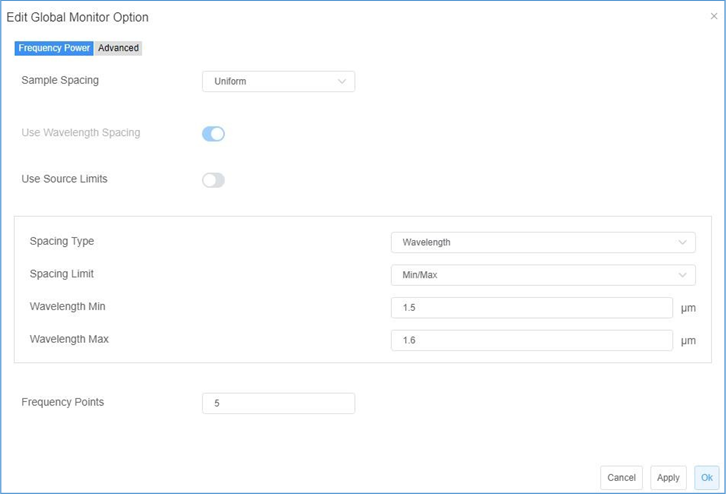 Edit Global Monitor Option ×
Frequency Power Advanced
Sample Spacing Uniform
Use Wavelength Spacing
Use Source Limits
Spacing Type Wavelength
Spacing Limit Min/Max
Wavelength Min 1.5 μm
Wavelength Max 1.6 μm
Frequency Points 5
Cancel Apply Ok